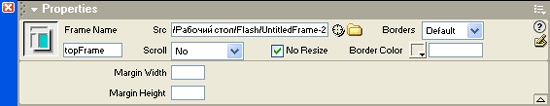 Properties
Frame Name
Src /Рабочий стол/Flash/UntitledFrame-2
Borders Default
topFrame
Scroll No
No Resize
Border Color
Margin Width
Margin Height